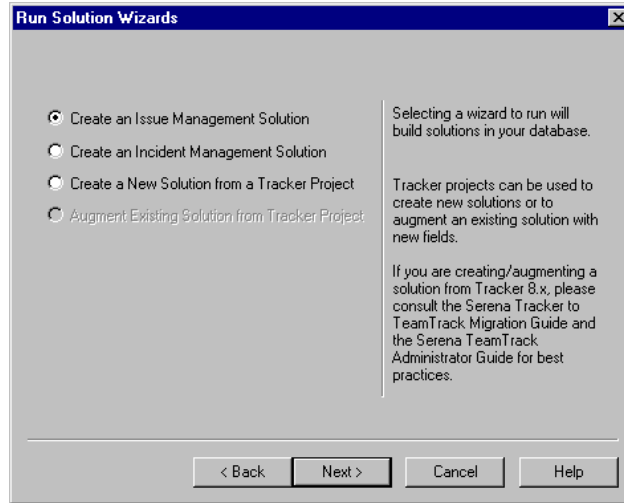 Run Solution Wizards
Create an Issue Management Solution
Create an Incident Management Solution
Create a New Solution from a Tracker Project
Augment Existing Solution from Tracker Project
Selecting a wizard to run will
build solutions in your database.
Tracker projects can be used to
create new solutions or to
augment an existing solution with
new fields.
If you are creating/augmenting a
solution from Tracker 8.x, please
consult the Serena Tracker to
TeamTrack Migration Guide and
the Serena TeamTrack
Administrator Guide for best
practices.
< Back Next > Cancel Help